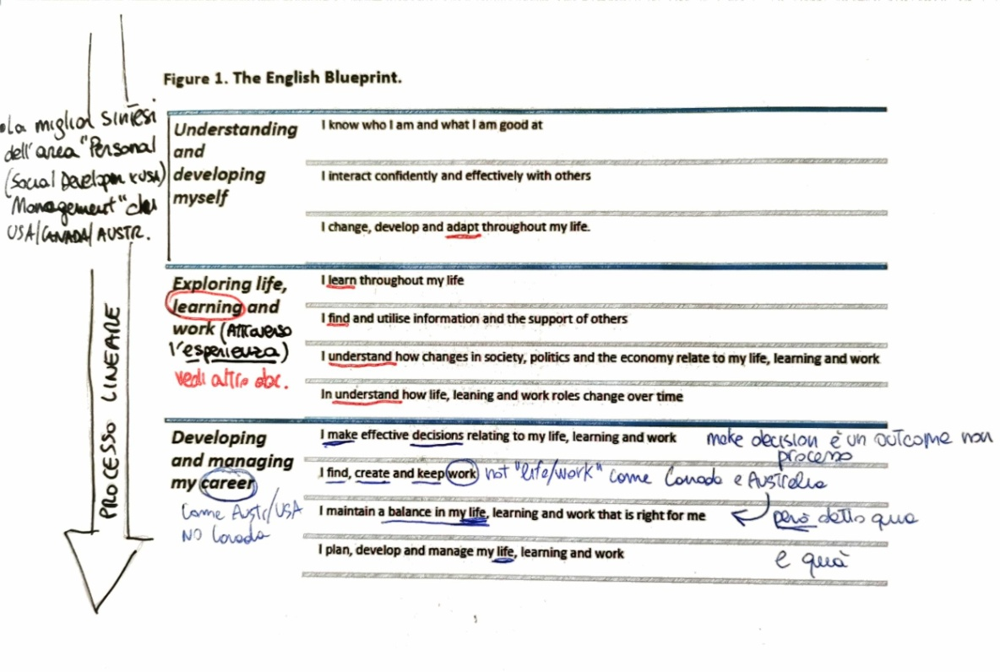 Figure 1. The English Blueprint.
•La miglior sintesi
dell'area "Personal
(Social Developm x USA)
Management" di
USA/CANADA/AUSTR.
PROCESSO LINEARE
Understanding
and
developing
myself
I know who I am and what I am good at
I interact confidently and effectively with others
I change, develop and adapt throughout my life.
Exploring life,
learning and
work (Attraverso
l'esperienza)
vedi altro doc.
I learn throughout my life
I find and utilise information and the support of others
I understand how changes in society, politics and the economy relate to my life, learning and work
In understand how life, leaning and work roles change over time
Developing
and managing
my career
Come Austr/USA
NO Canada
I make effective decisions relating to my life, learning and work
make decision è un outcome non
processo
I find, create and keep work not "life/work" come Canada e Australia
I maintain a balance in my life, learning and work that is right for me
però detto qua
I plan, develop and manage my life, learning and work
e quà